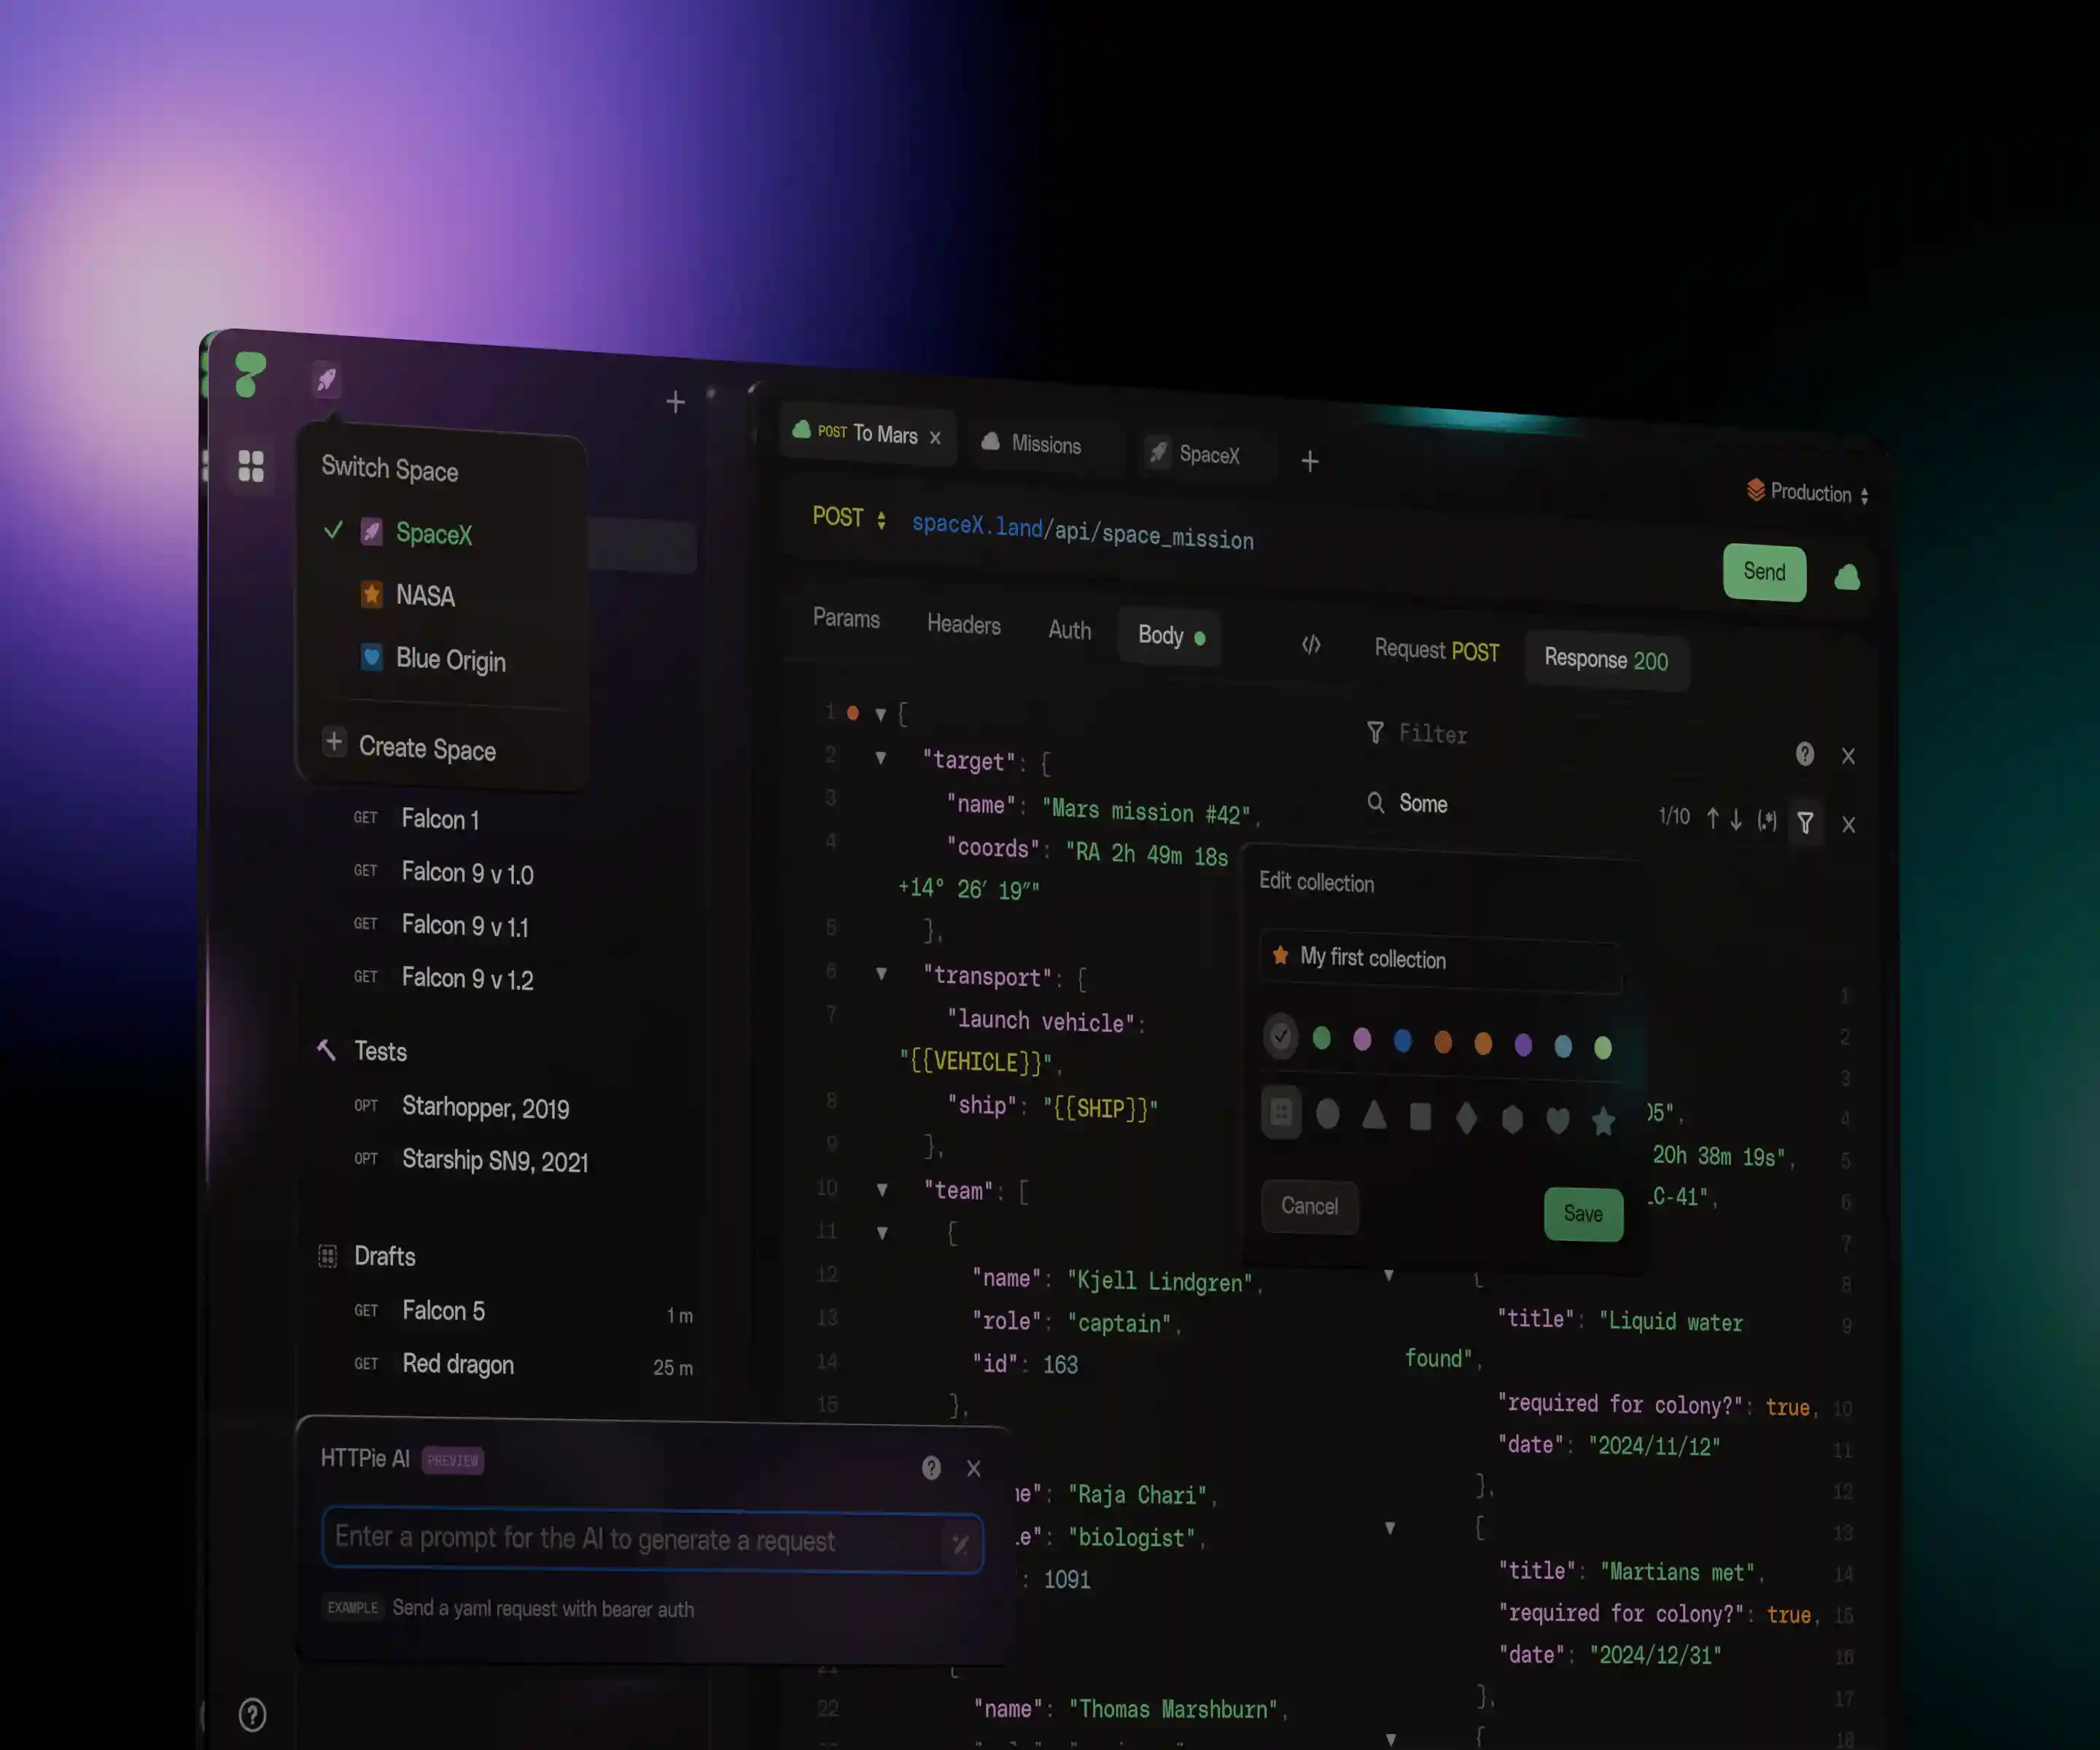 Switch Space
SpaceX
NASA
Blue Origin
Create Space
GET Falcon 1
GET Falcon 9 v 1.0
GET Falcon 9 v 1.1
GET Falcon 9 v 1.2
Tests
OPT Starhopper, 2019
OPT Starship SN9, 2021
Drafts
GET Falcon 5 1 m
GET Red dragon 25 m
HTTPie AI PREVIEW
Enter a prompt for the AI to generate a request
EXAMPLE Send a yaml request with bearer auth
POST To Mars
Missions
SpaceX
Production
POST spaceX.land/api/space_mission
Send
Params Headers Auth Body
1 {
2 "target": {
3 "name": "Mars mission #42",
4 "coords": "RA 2h 49m 18s
+14° 26′ 19″"
5 },
6 "transport": {
7 "launch vehicle":
"{{VEHICLE}}",
8 "ship": "{{SHIP}}"
9 },
10 "team": [
11 {
12 "name": "Kjell Lindgren",
13 "role": "captain",
14 "id": 163
15 },
e": "Raja Chari",
e": "biologist",
": 1091
21 {
22 "name": "Thomas Marshburn",
Request POST Response 200
Filter
Some 1/10 (.*)
Edit collection
My first collection
Cancel Save
1
2
3
5", 4
20h 38m 19s", 5
C-41", 6
7
{ 8
"title": "Liquid water 9
found",
"required for colony?": true, 10
"date": "2024/11/12" 11
}, 12
{ 13
"title": "Martians met", 14
"required for colony?": true, 15
"date": "2024/12/31" 16
}, 17
{ 18